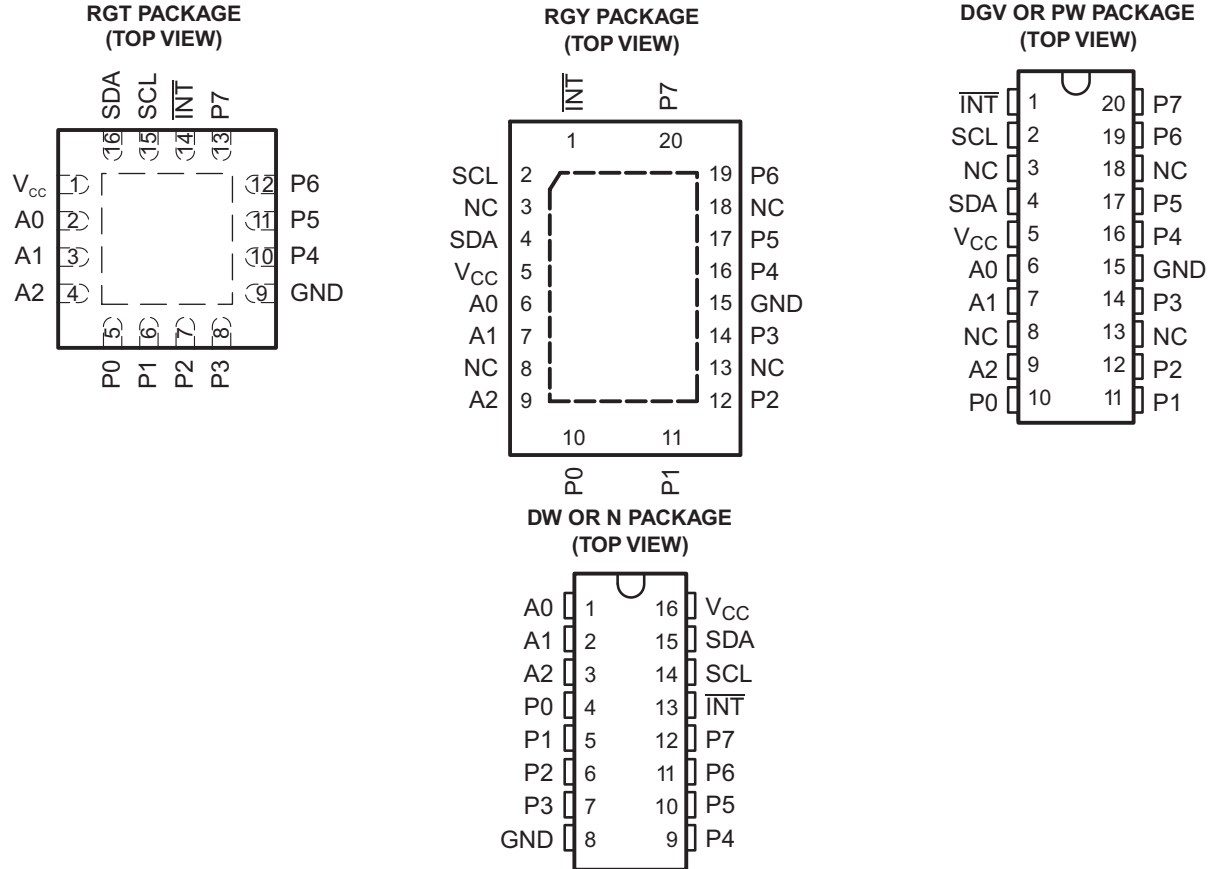 RGT PACKAGE
(TOP VIEW)
SDA
SCL
INT
P7
16
15
14
13
VCC 1
A0 2
A1 3
A2 4
12 P6
11 P5
10 P4
9 GND
5
6
7
8
P0
P1
P2
P3
RGY PACKAGE
(TOP VIEW)
INT
P7
1
20
SCL 2
NC 3
SDA 4
VCC 5
A0 6
A1 7
NC 8
A2 9
19 P6
18 NC
17 P5
16 P4
15 GND
14 P3
13 NC
12 P2
10
11
P0
P1
DGV OR PW PACKAGE
(TOP VIEW)
INT 1 20 P7
SCL 2 19 P6
NC 3 18 NC
SDA 4 17 P5
VCC 5 16 P4
A0 6 15 GND
A1 7 14 P3
NC 8 13 NC
A2 9 12 P2
P0 10 11 P1
DW OR N PACKAGE
(TOP VIEW)
A0 1 16 VCC
A1 2 15 SDA
A2 3 14 SCL
P0 4 13 INT
P1 5 12 P7
P2 6 11 P6
P3 7 10 P5
GND 8 9 P4